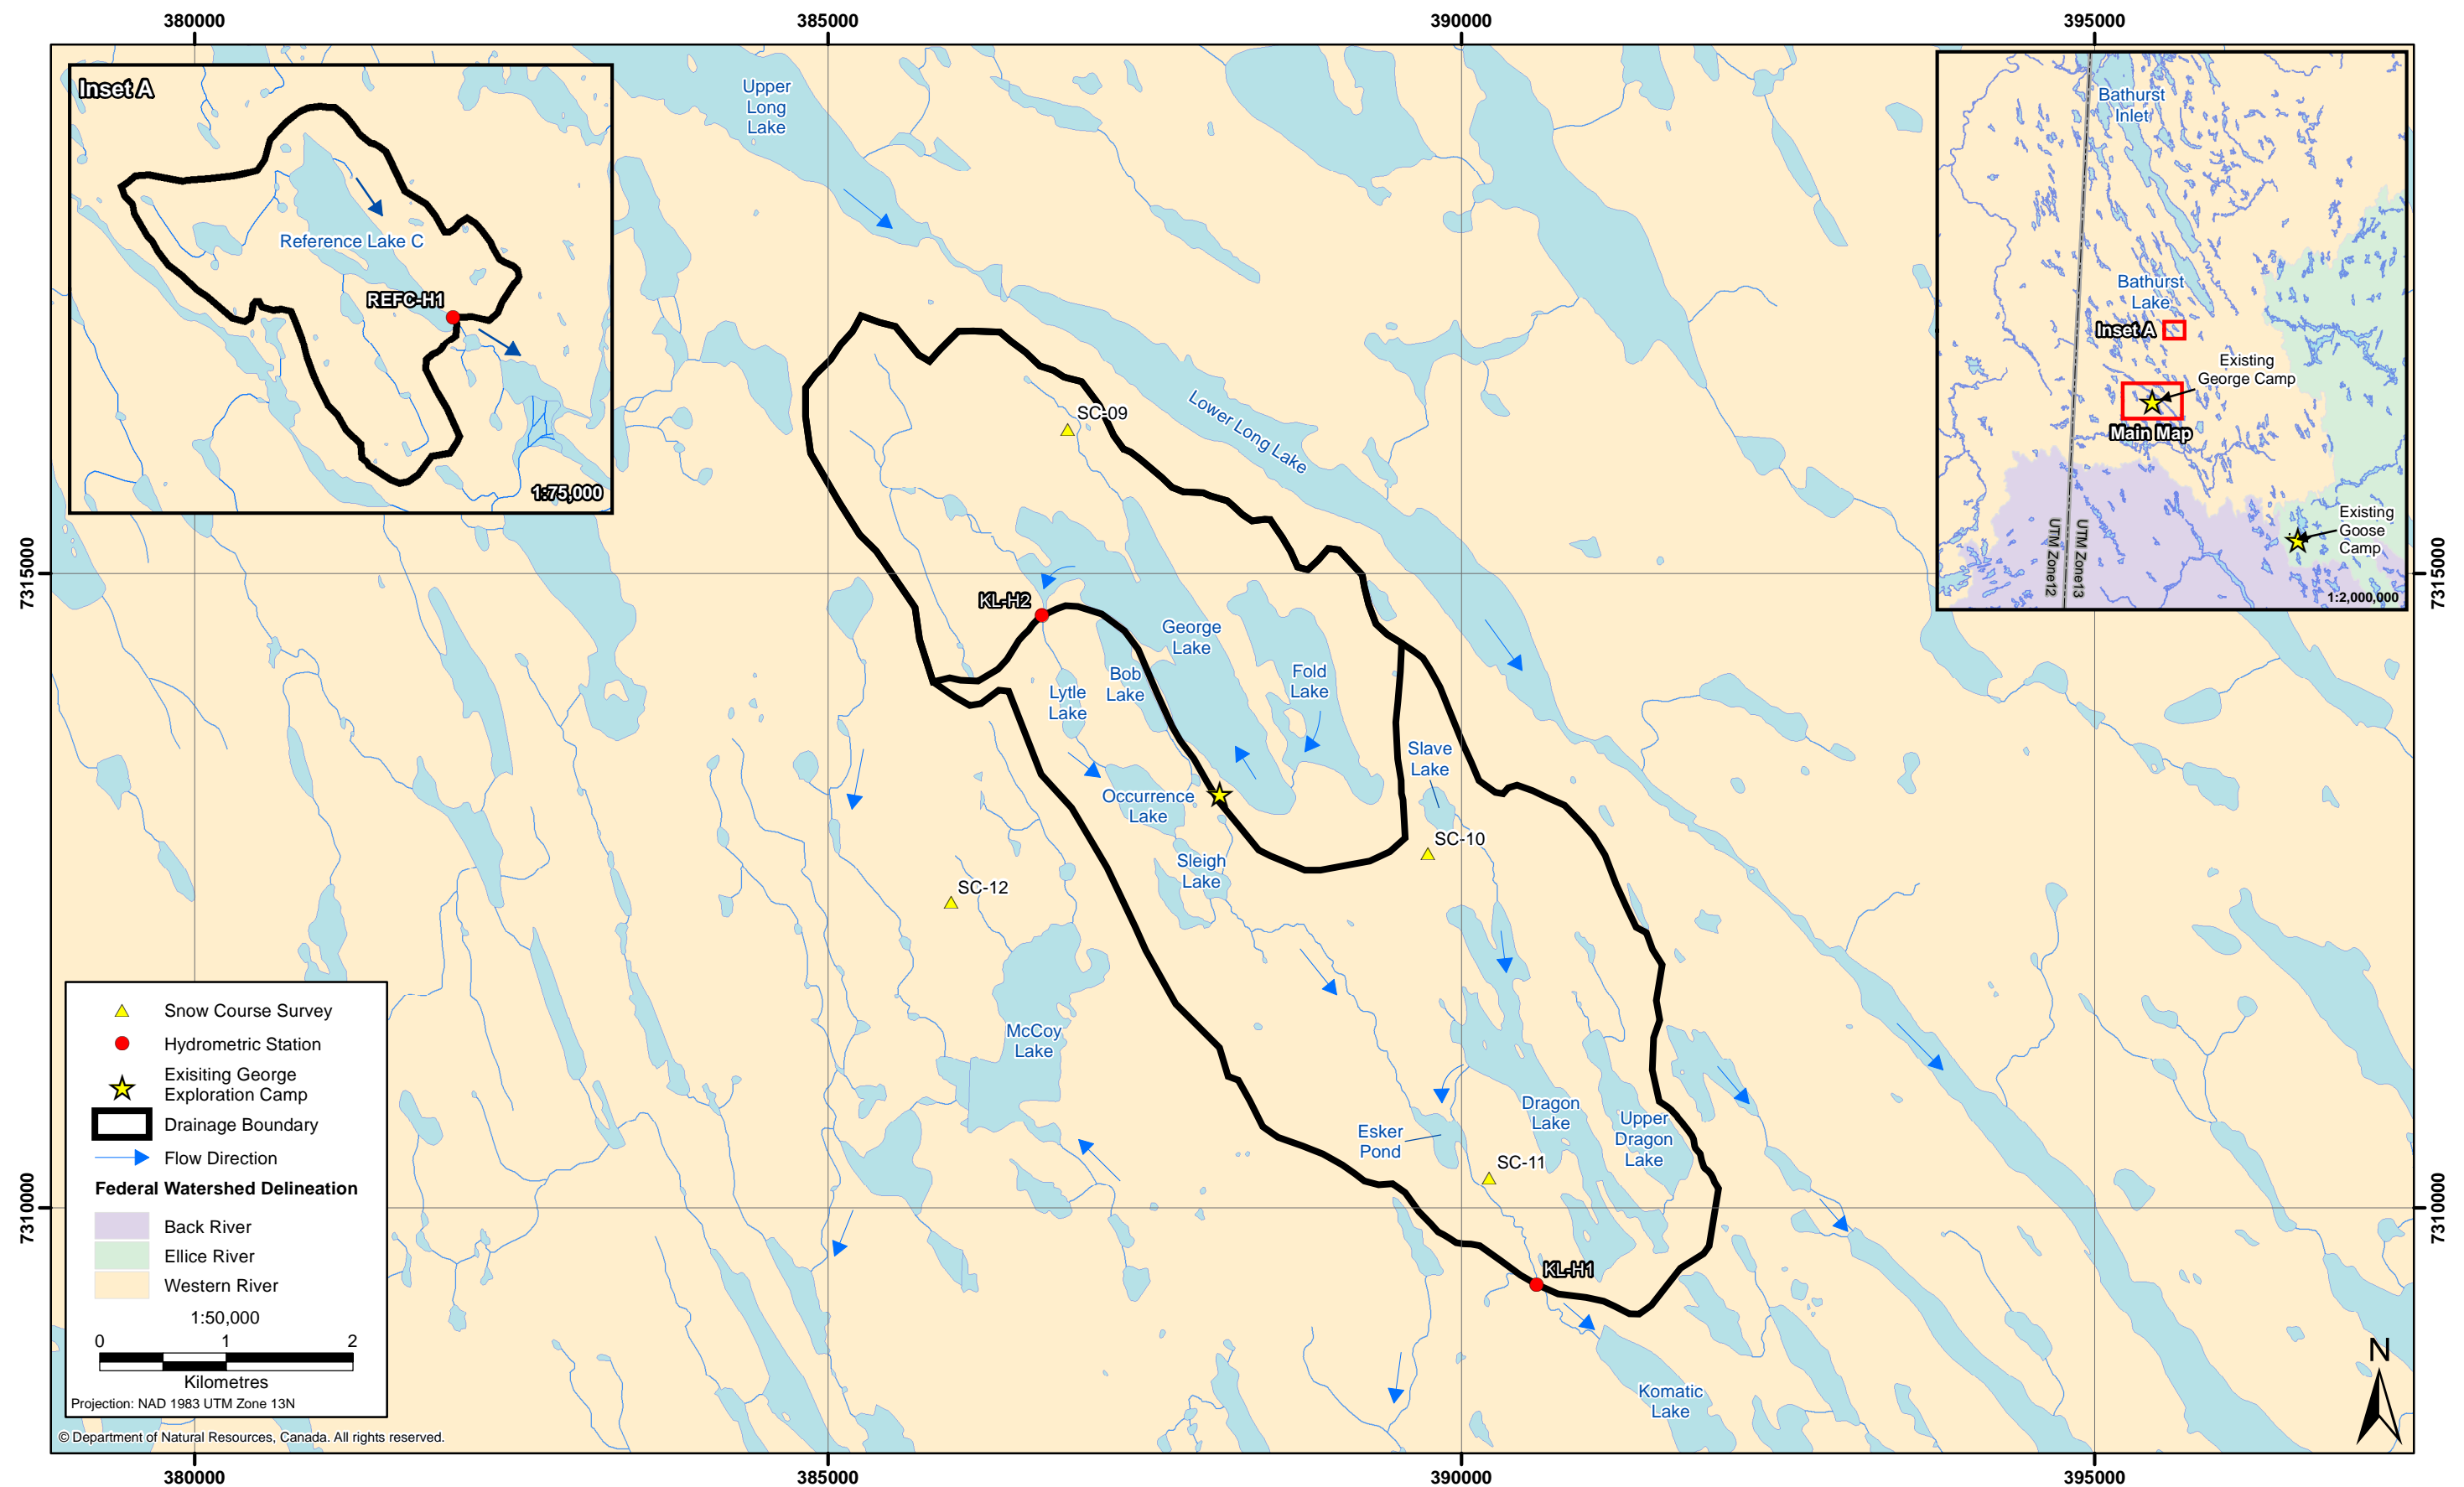 380000
385000
390000
395000
Inset A
Reference Lake C
REFC-H1
1:75,000
Upper
Long
Lake
Lower Long Lake
Bathurst
Inlet
Bathurst
Lake
Inset A
Existing
George Camp
Main Map
Existing
Goose
Camp
UTM Zone12
UTM Zone13
1:2,000,000
7315000
7315000
SC-09
KL-H2
George
Lake
Bob
Lake
Fold
Lake
Lytle
Lake
Slave
Lake
Occurrence
Lake
SC-10
Sleigh
Lake
SC-12
McCoy
Lake
Dragon
Lake
Upper
Dragon
Lake
Esker
Pond
SC-11
KL-H1
Komatic
Lake
7310000
7310000
Snow Course Survey
Hydrometric Station
Exisiting George
Exploration Camp
Drainage Boundary
Flow Direction
Federal Watershed Delineation
Back River
Ellice River
Western River
1:50,000
0 1 2
Kilometres
Projection: NAD 1983 UTM Zone 13N
© Department of Natural Resources, Canada. All rights reserved.
N
380000
385000
390000
395000